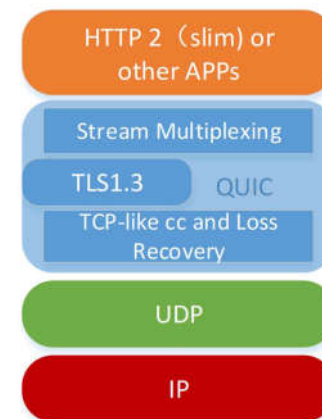 HTTP 2（slim) or
other APPs
Stream Multiplexing
TLS1.3
QUIC
TCP-like cc and Loss
Recovery
UDP
IP